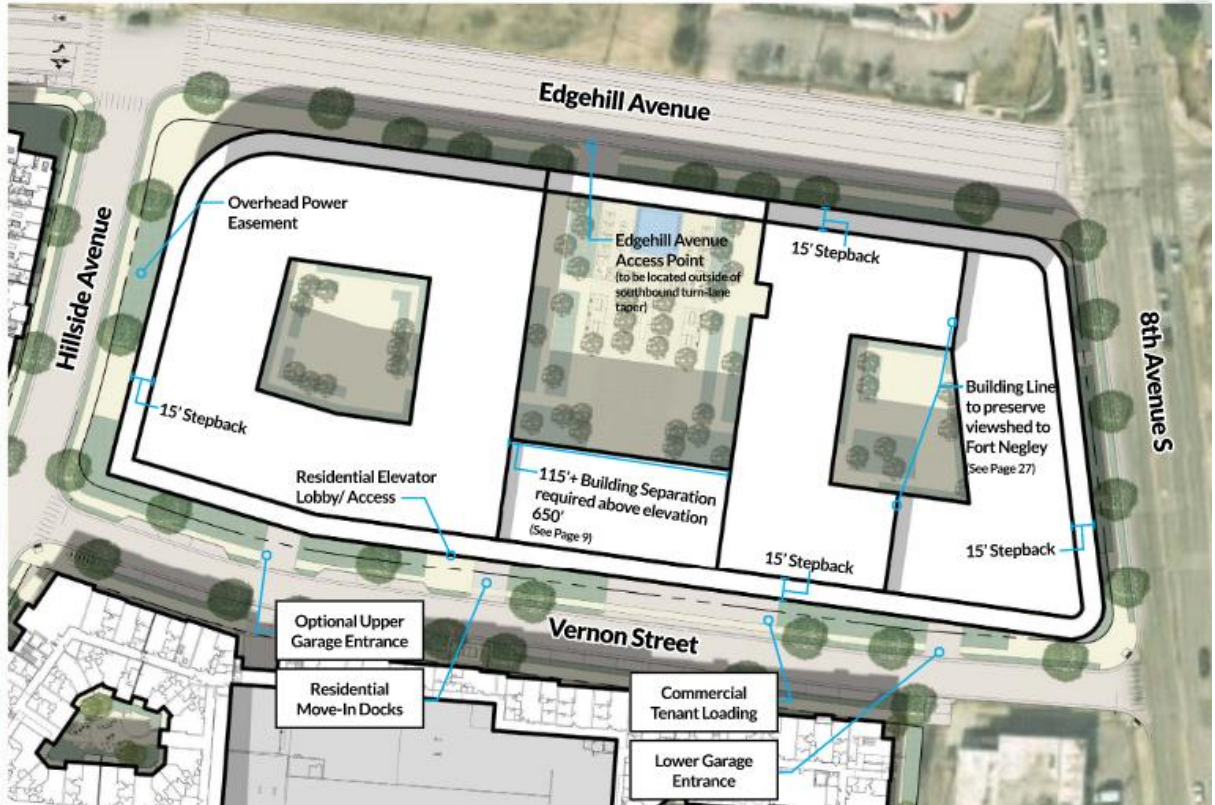 Edgehill Avenue
Overhead Power
Easement
Hillside Avenue
Edgehill Avenue
Access Point
(to be located outside of
southbound turn-lane
taper)
15' Stepback
8th Avenue S
Building Line
to preserve
viewshed to
Fort Negley
(See Page 27)
15' Stepback
Residential Elevator
Lobby/ Access
115'+ Building Separation
required above elevation
650'
(See Page 9)
15' Stepback
15' Stepback
Optional Upper
Garage Entrance
Vernon Street
Residential
Move-In Docks
Commercial
Tenant Loading
Lower Garage
Entrance